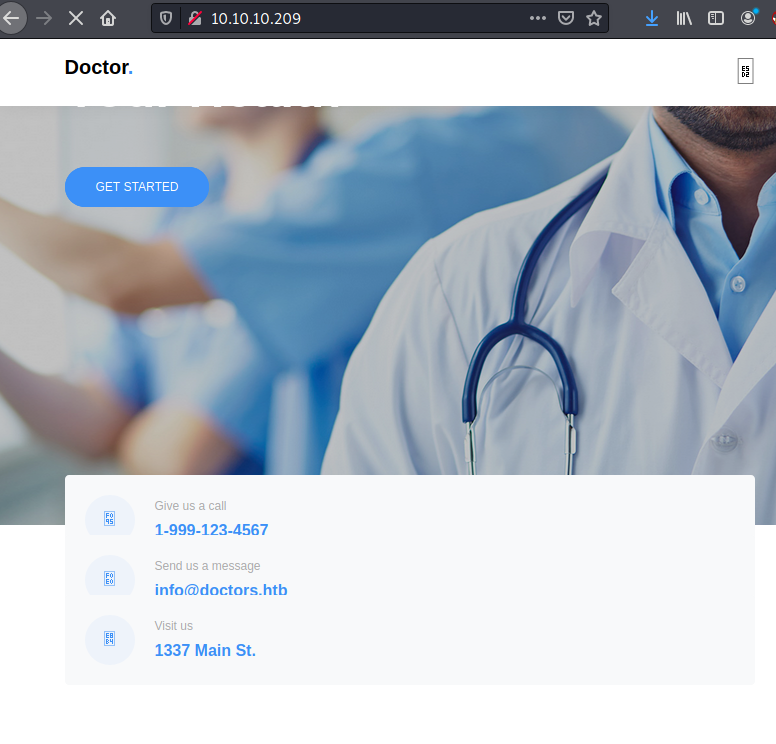 10.10.10.209
Doctor.
GET STARTED
Give us a call
1-999-123-4567
Send us a message
info@doctors.htb
Visit us
1337 Main St.